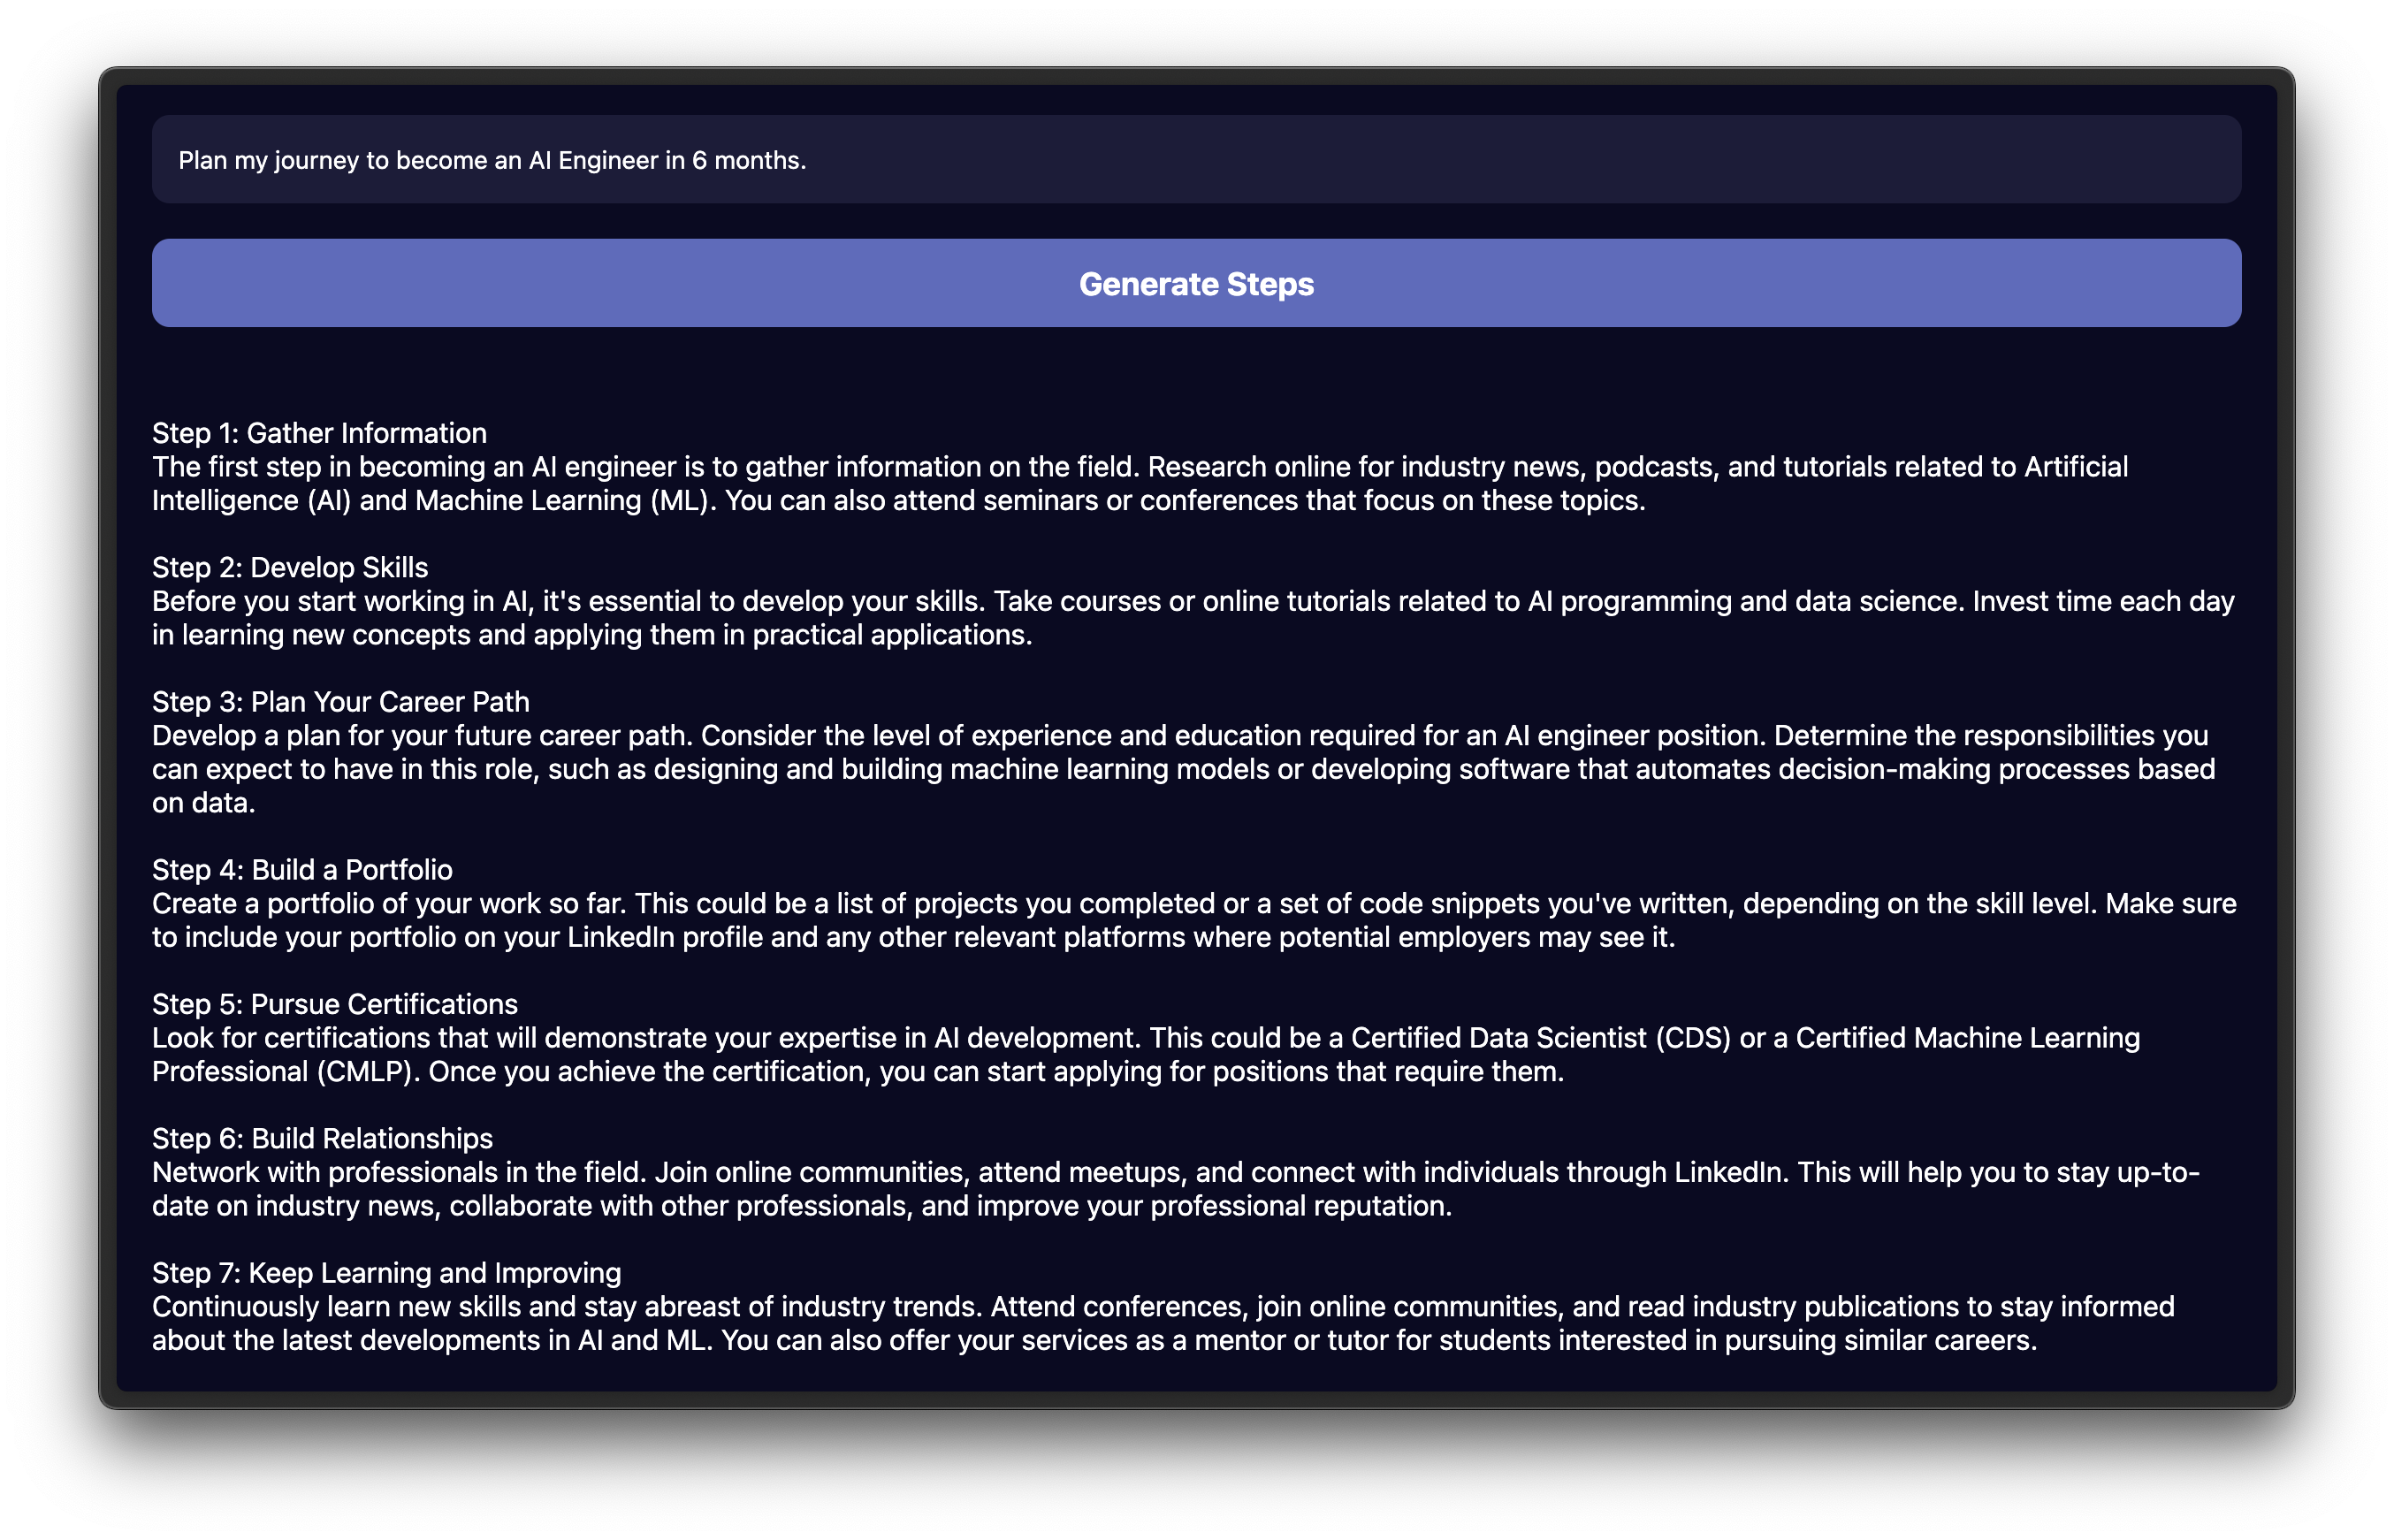 Plan my journey to become an AI Engineer in 6 months.
Generate Steps
Step 1: Gather Information
The first step in becoming an AI engineer is to gather information on the field. Research online for industry news, podcasts, and tutorials related to Artificial
Intelligence (AI) and Machine Learning (ML). You can also attend seminars or conferences that focus on these topics.
Step 2: Develop Skills
Before you start working in AI, it's essential to develop your skills. Take courses or online tutorials related to AI programming and data science. Invest time each day
in learning new concepts and applying them in practical applications.
Step 3: Plan Your Career Path
Develop a plan for your future career path. Consider the level of experience and education required for an AI engineer position. Determine the responsibilities you
can expect to have in this role, such as designing and building machine learning models or developing software that automates decision-making processes based
on data.
Step 4: Build a Portfolio
Create a portfolio of your work so far. This could be a list of projects you completed or a set of code snippets you've written, depending on the skill level. Make sure
to include your portfolio on your LinkedIn profile and any other relevant platforms where potential employers may see it.
Step 5: Pursue Certifications
Look for certifications that will demonstrate your expertise in AI development. This could be a Certified Data Scientist (CDS) or a Certified Machine Learning
Professional (CMLP). Once you achieve the certification, you can start applying for positions that require them.
Step 6: Build Relationships
Network with professionals in the field. Join online communities, attend meetups, and connect with individuals through LinkedIn. This will help you to stay up-to-
date on industry news, collaborate with other professionals, and improve your professional reputation.
Step 7: Keep Learning and Improving
Continuously learn new skills and stay abreast of industry trends. Attend conferences, join online communities, and read industry publications to stay informed
about the latest developments in AI and ML. You can also offer your services as a mentor or tutor for students interested in pursuing similar careers.